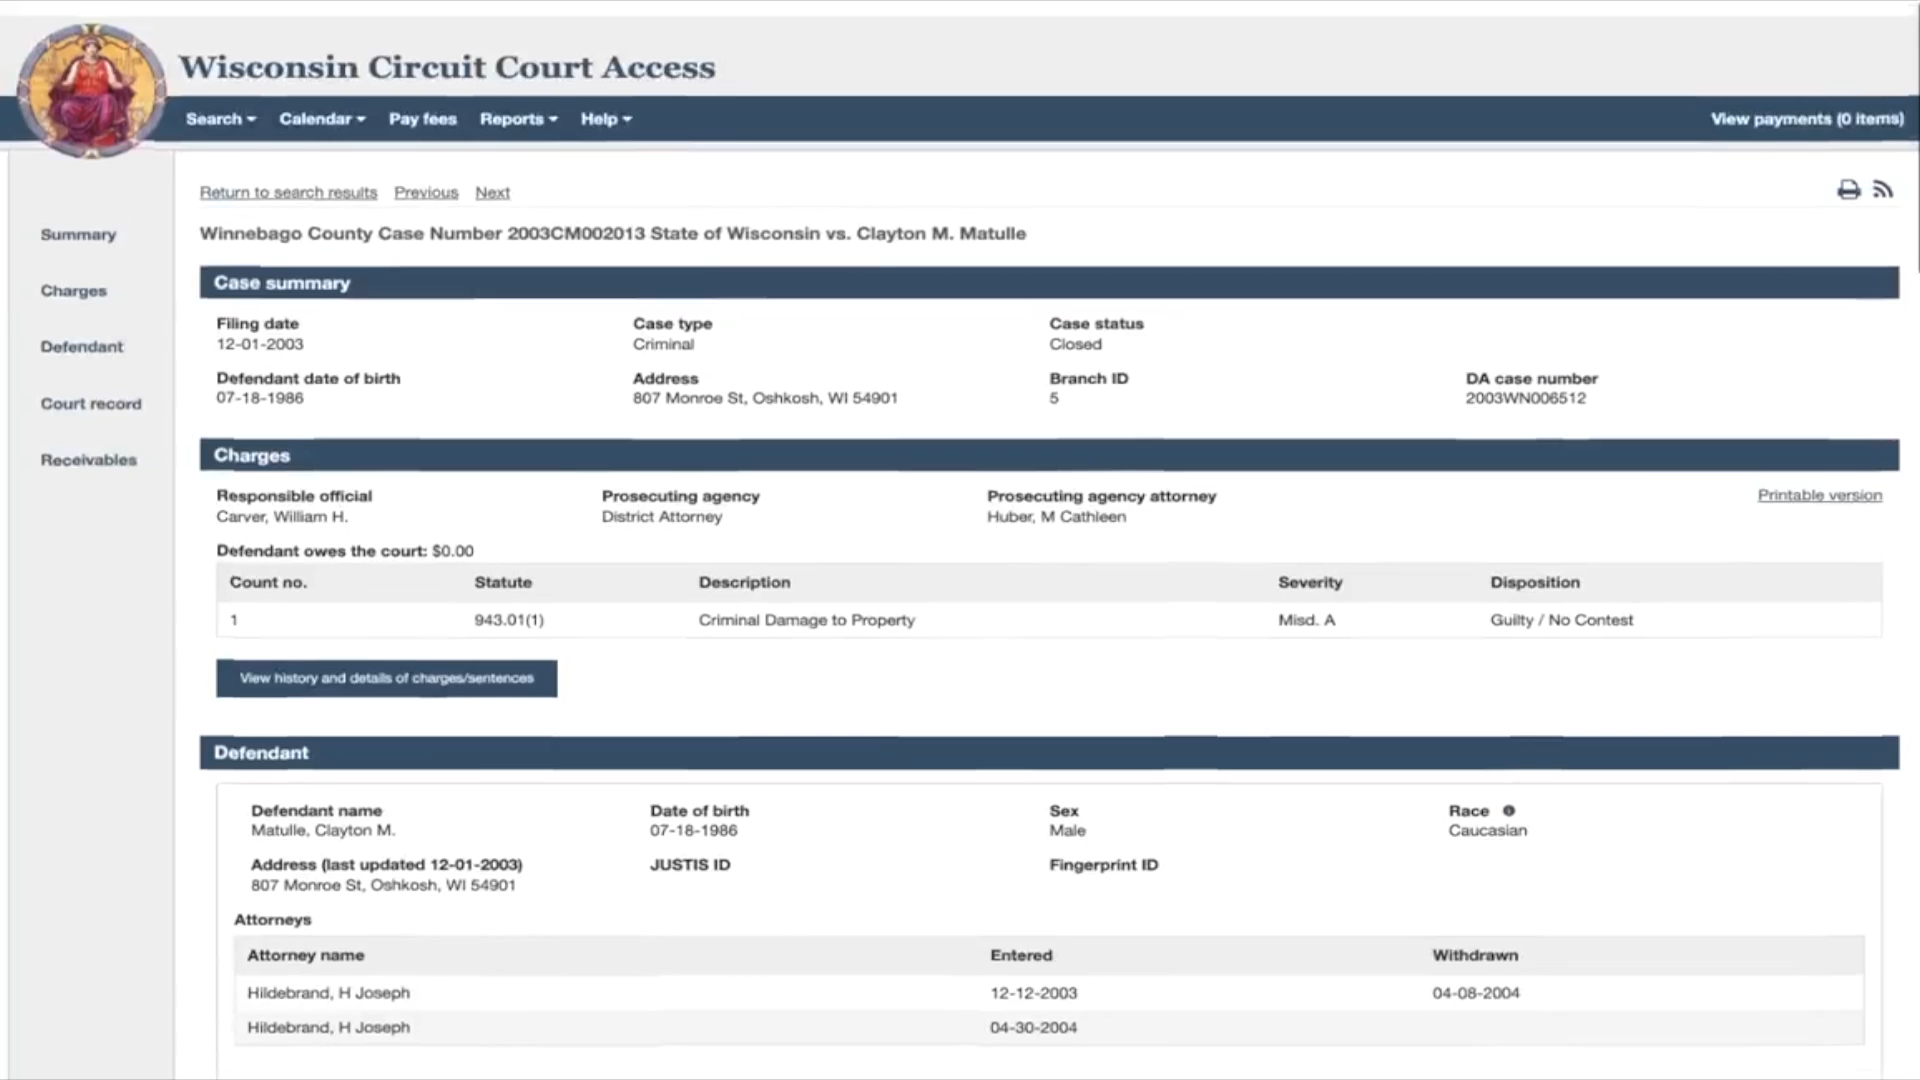 Wisconsin Circuit Court Access
Search Calendar Pay fees Reports Help View payments (0 items)
Return to search results Previous Next
Summary
Charges
Defendant
Court record
Receivables
Winnebago County Case Number 2003CM002013 State of Wisconsin vs. Clayton M. Matulle
Case summary
Filing date Case type Case status
12-01-2003 Criminal Closed
Defendant date of birth Address Branch ID DA case number
07-18-1986 807 Monroe St, Oshkosh, WI 54901 5 2003WN006512
Charges
Responsible official Prosecuting agency Prosecuting agency attorney Printable version
Carver, William H. District Attorney Huber, M Cathleen
Defendant owes the court: $0.00
Count no. Statute Description Severity Disposition
1 943.01(1) Criminal Damage to Property Misd. A Guilty / No Contest
View history and details of charges/sentences
Defendant
Defendant name Date of birth Sex Race
Matulle, Clayton M. 07-18-1986 Male Caucasian
Address (last updated 12-01-2003) JUSTIS ID Fingerprint ID
807 Monroe St, Oshkosh, WI 54901
Attorneys
Attorney name Entered Withdrawn
Hildebrand, H Joseph 12-12-2003 04-08-2004
Hildebrand, H Joseph 04-30-2004